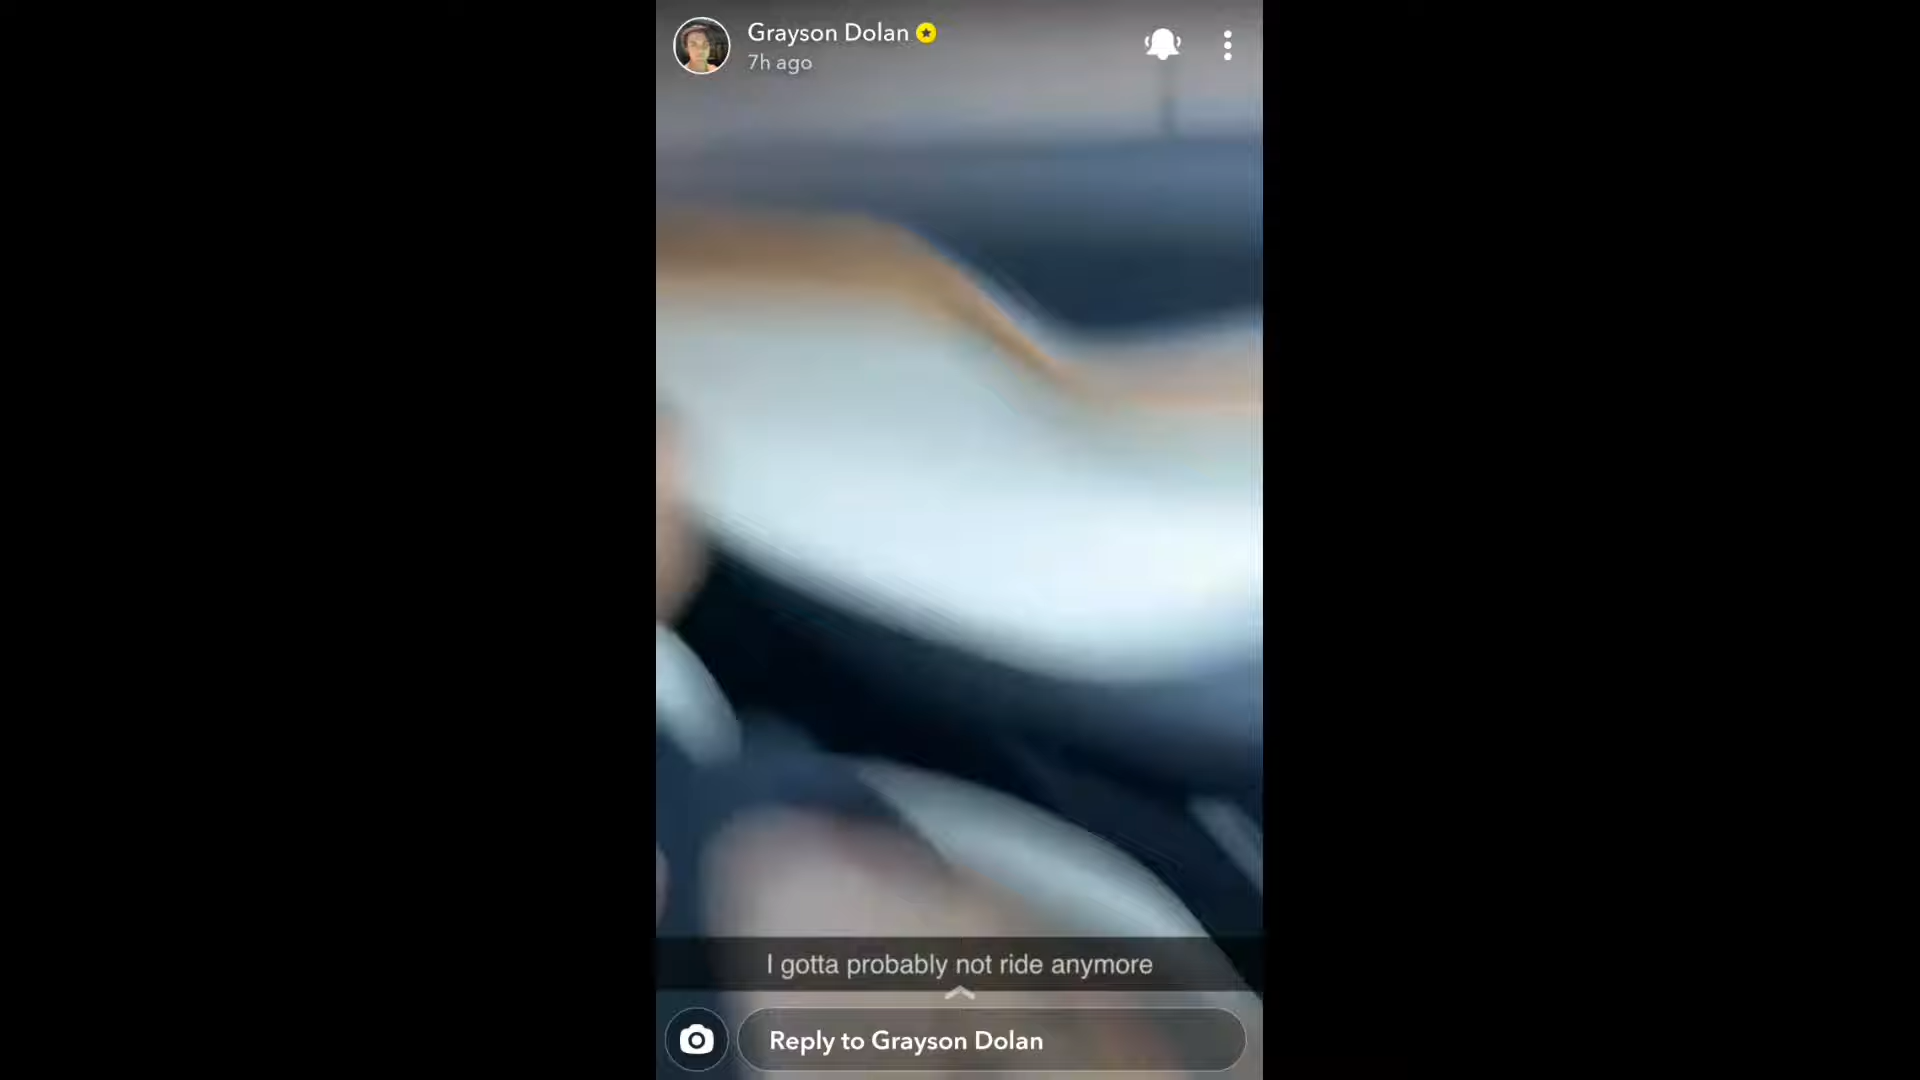 Grayson Dolan
7h ago
I gotta probably not ride anymore
Reply to Grayson Dolan